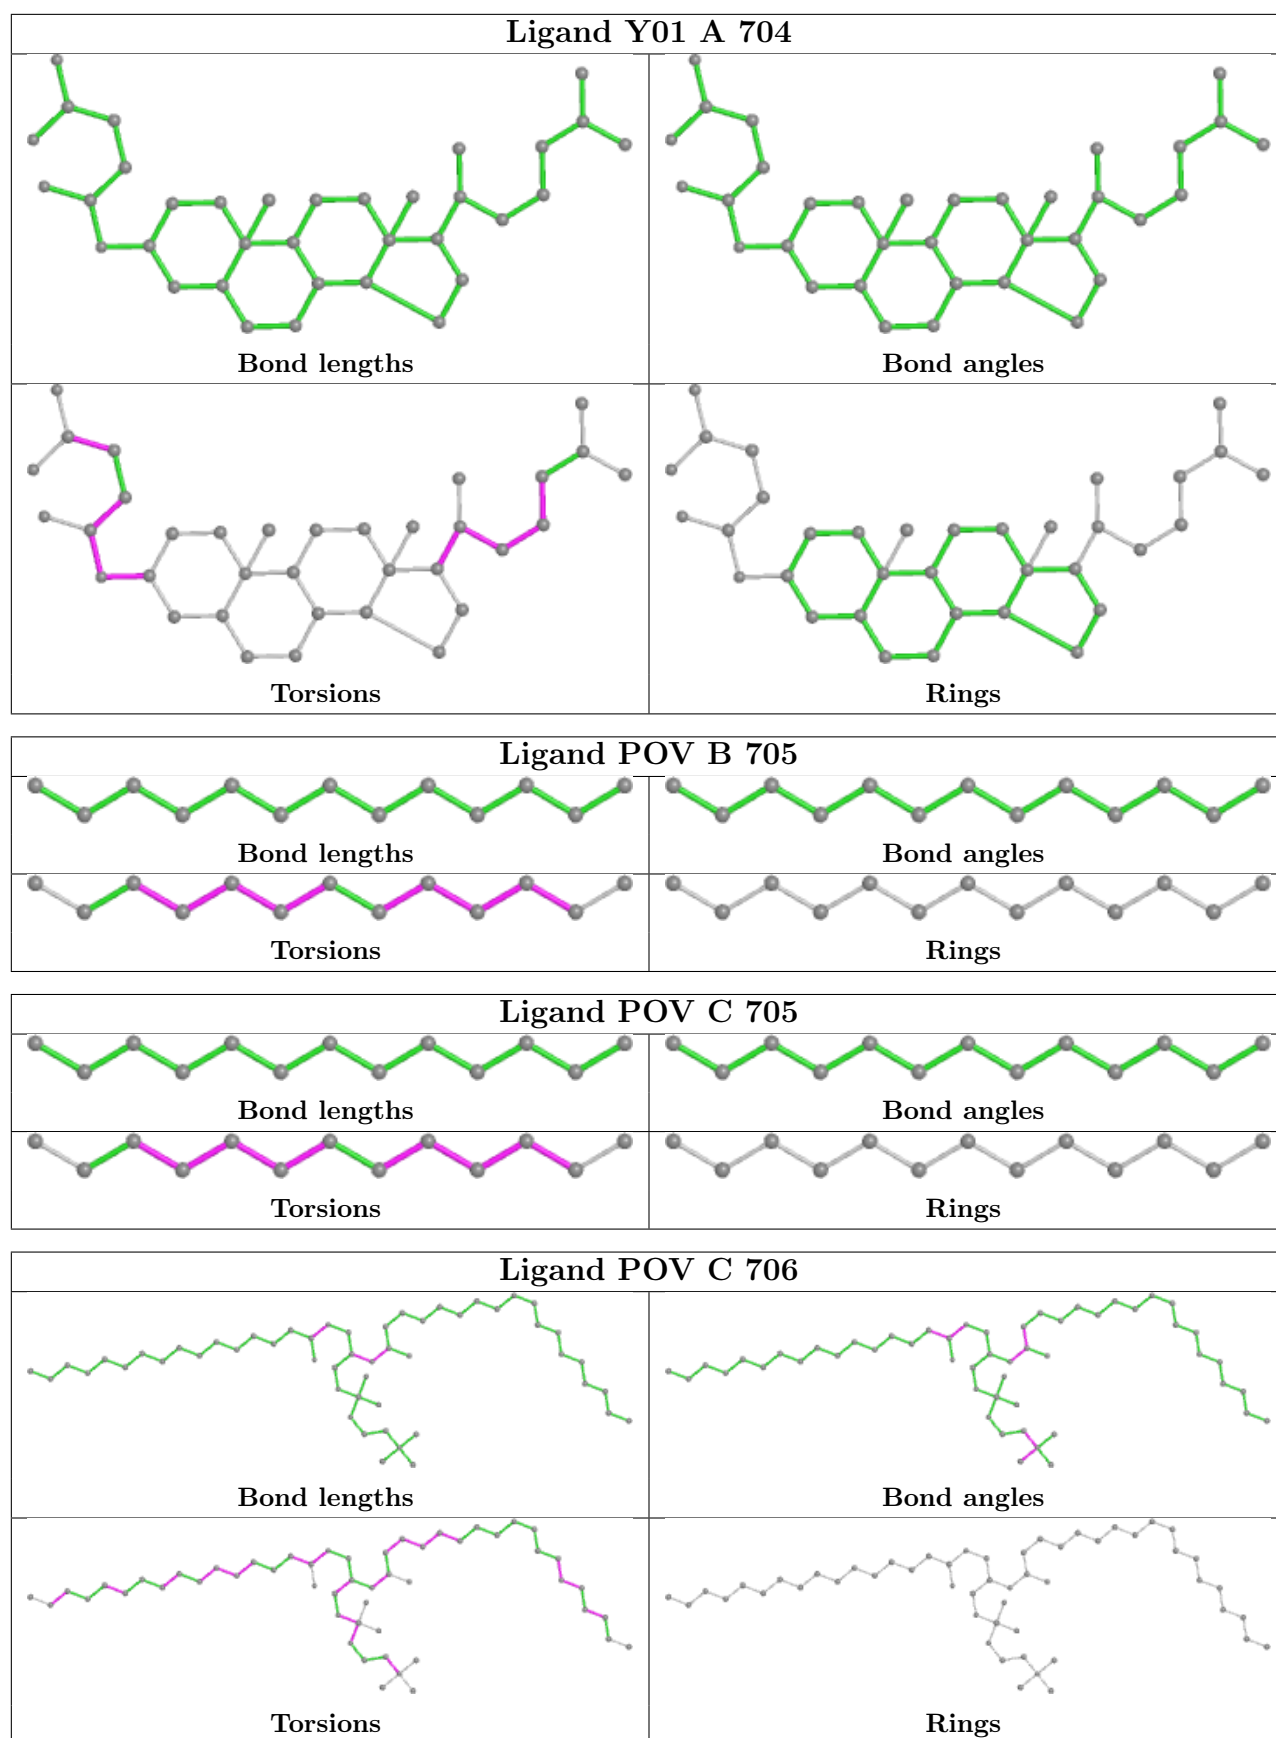 Ligand Y01 A 704
Bond lengths
Bond angles
Torsions
Rings
Ligand POV B 705
Bond lengths
Bond angles
Torsions
Rings
Ligand POV C 705
Bond lengths
Bond angles
Torsions
Rings
Ligand POV C 706
Bond lengths
Bond angles
Torsions
Rings